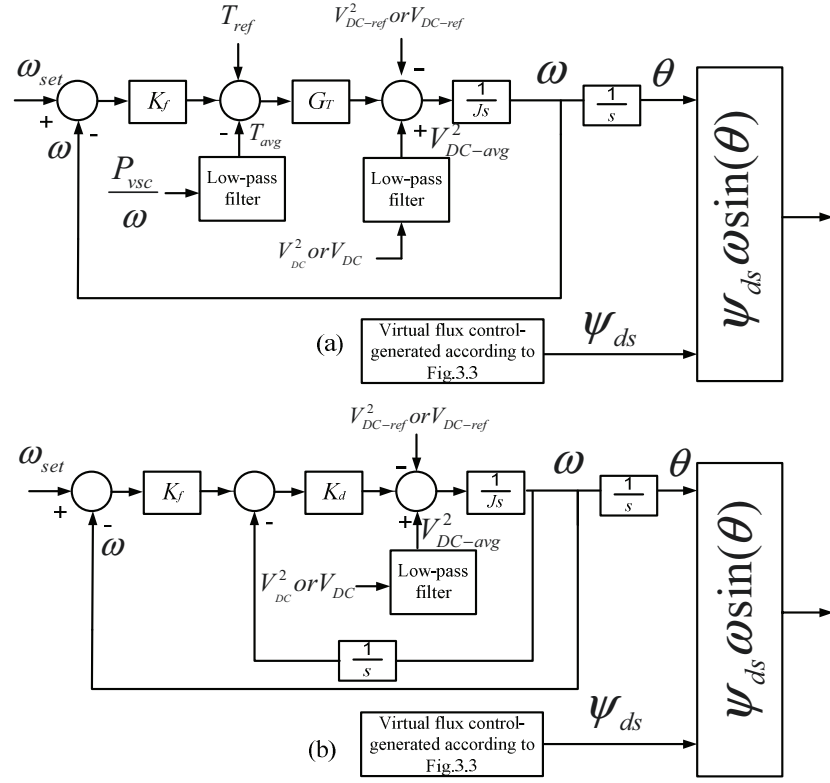 T_ref
V²_DC-ref or V_DC-ref
ω_set
+
-
K_f
-
G_T
-
+
1/Js
ω
1/s
θ
ω
T_avg
V²_DC-avg
P_vsc/ω
Low-pass
filter
Low-pass
filter
V²_DC or V_DC
ψ_ds ω sin(θ)
(a)
Virtual flux control-
generated according to
Fig.3.3
ψ_ds
V²_DC-ref or V_DC-ref
ω_set
+
-
K_f
-
K_d
-
+
1/Js
ω
1/s
θ
ω
V²_DC-avg
V²_DC or V_DC
Low-pass
filter
1/s
ψ_ds ω sin(θ)
(b)
Virtual flux control-
generated according to
Fig.3.3
ψ_ds